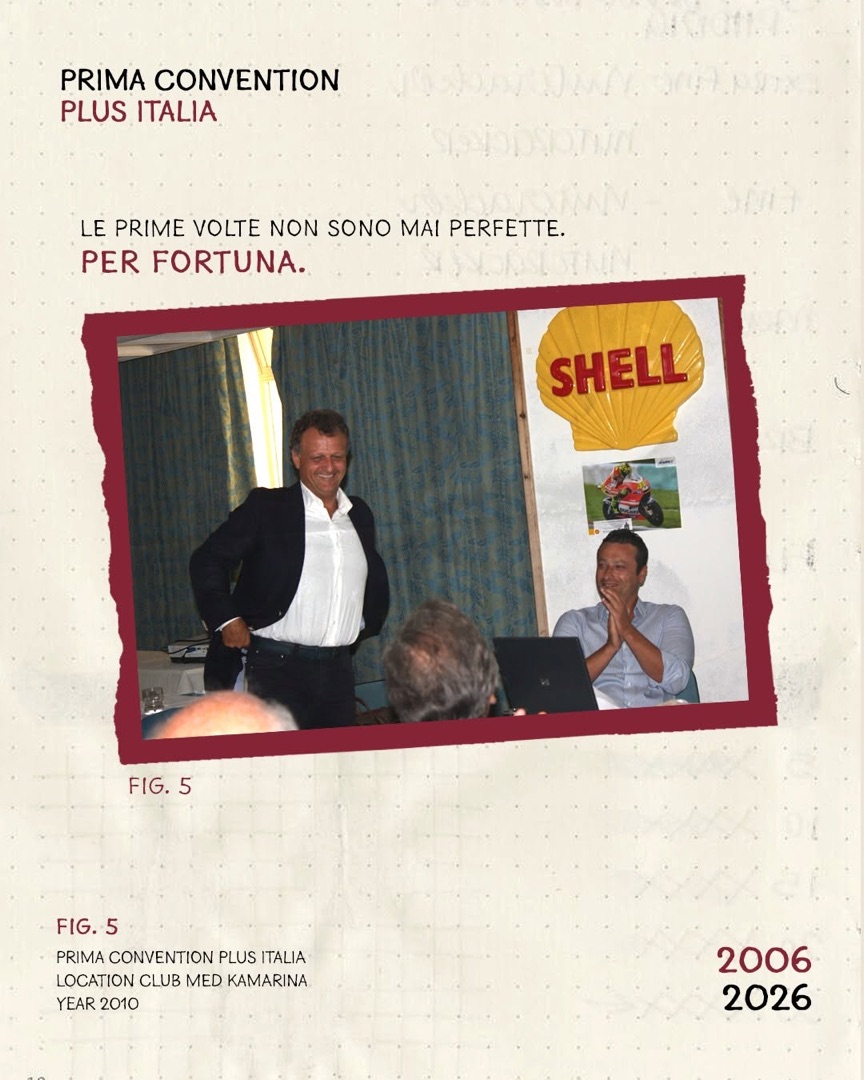 PRIMA CONVENTION
PLUS ITALIA
LE PRIME VOLTE NON SONO MAI PERFETTE.
PER FORTUNA.
SHELL
FIG. 5
FIG. 5
PRIMA CONVENTION PLUS ITALIA
LOCATION CLUB MED KAMARINA
YEAR 2010
2006
2026